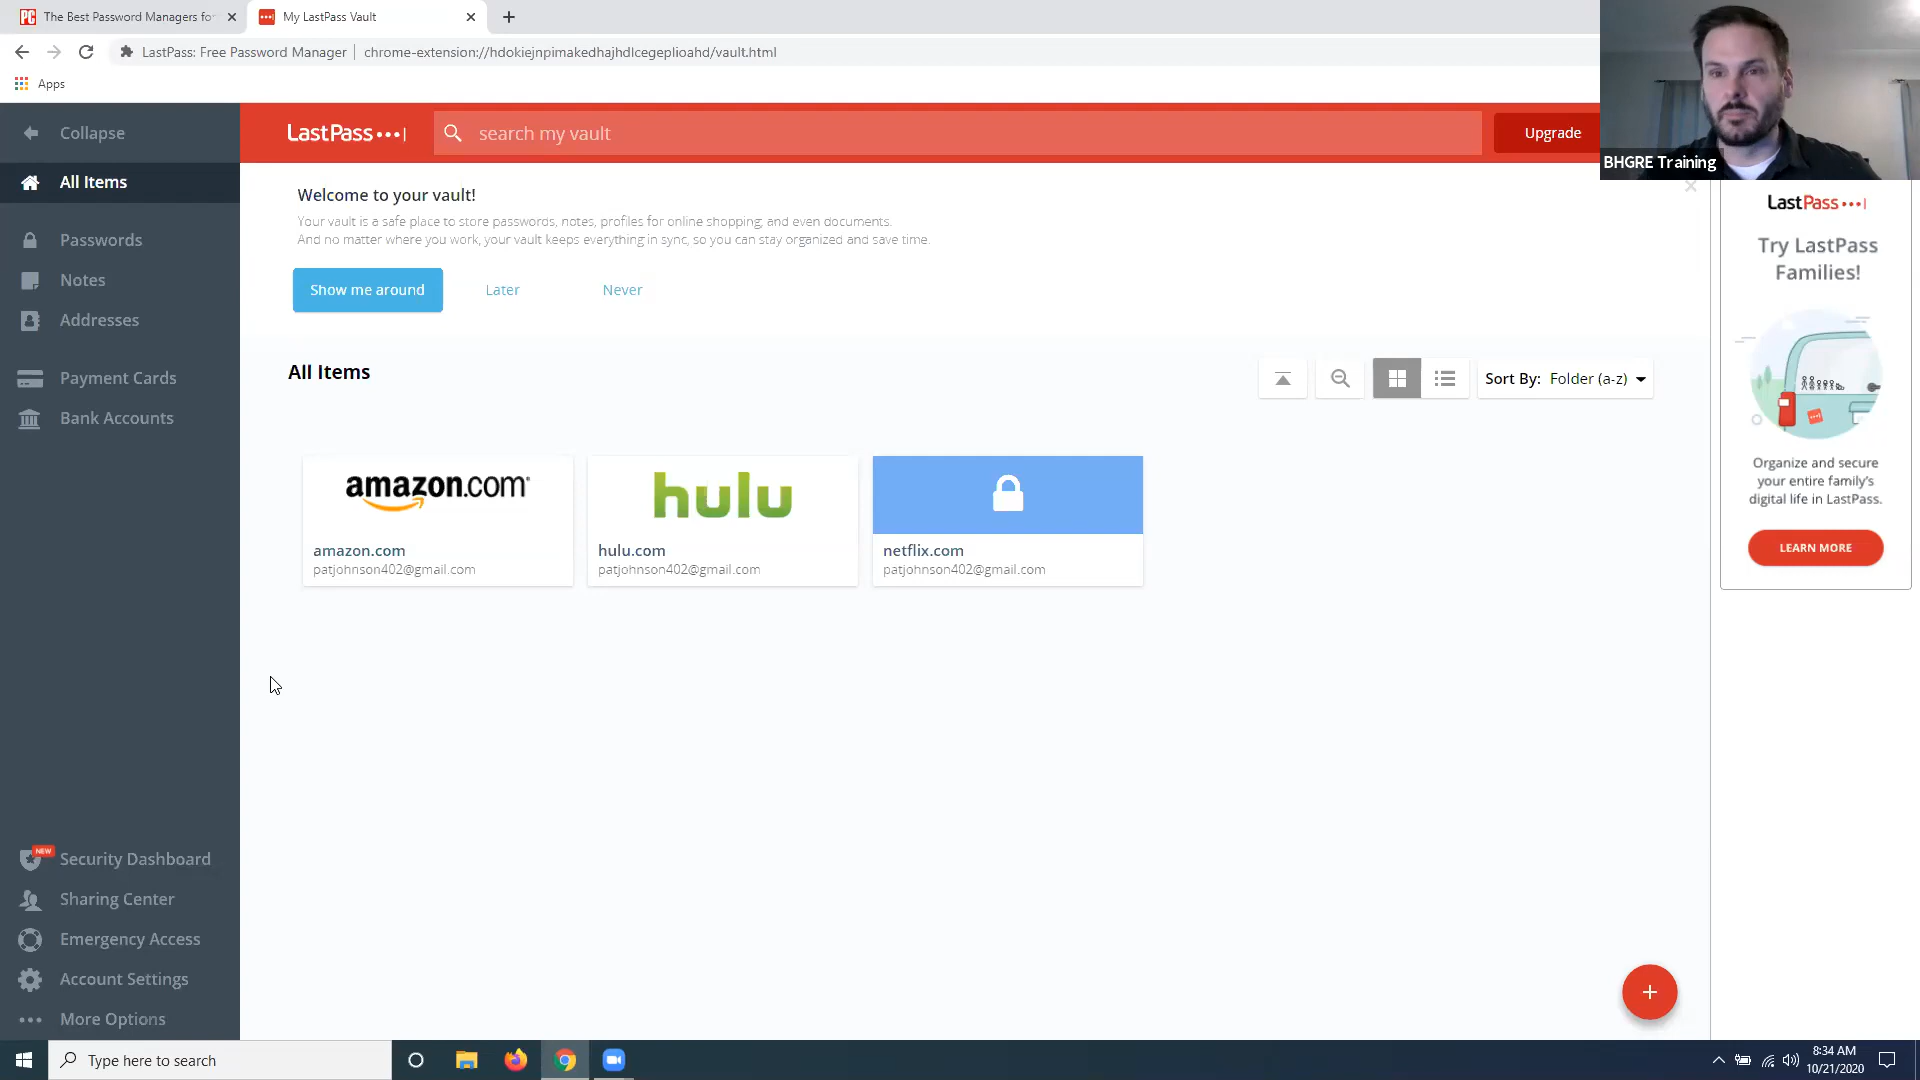 The Best Password Managers fo
My LastPass Vault
LastPass: Free Password Manager
chrome-extension://hdokiejnpimakedhajhdlcegeplioahd/vault.html
Apps
Collapse
All Items
Passwords
Notes
Addresses
Payment Cards
Bank Accounts
NEW
Security Dashboard
Sharing Center
Emergency Access
Account Settings
More Options
LastPass
search my vault
Upgrade
BHGRE Training
Welcome to your vault!
Your vault is a safe place to store passwords, notes, profiles for online shopping, and even documents.
And no matter where you work, your vault keeps everything in sync, so you can stay organized and save time.
Show me around
Later
Never
All Items
Sort By: Folder (a-z)
amazon.com
amazon.com
patjohnson402@gmail.com
hulu
hulu.com
patjohnson402@gmail.com
netflix.com
patjohnson402@gmail.com
LastPass
Try LastPass
Families!
Organize and secure
your entire family's
digital life in LastPass.
LEARN MORE
Type here to search
8:34 AM
10/21/2020